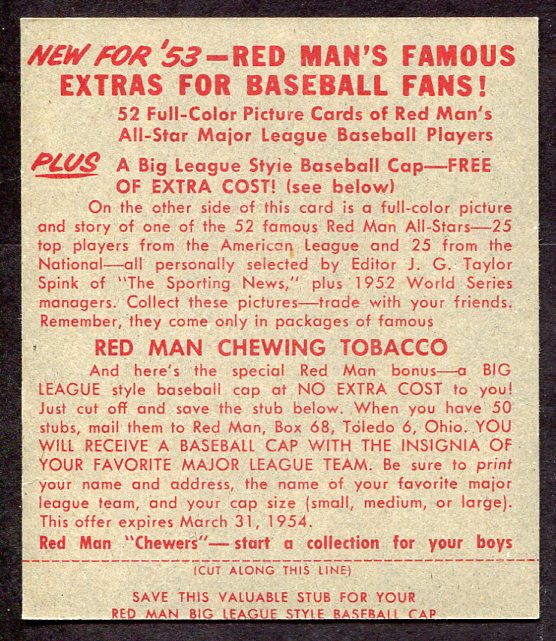 NEW FOR '53—RED MAN'S FAMOUS
EXTRAS FOR BASEBALL FANS!
52 Full-Color Picture Cards of Red Man's
All-Star Major League Baseball Players
PLUS A Big League Style Baseball Cap—FREE
OF EXTRA COST! (see below)
On the other side of this card is a full-color picture
and story of one of the 52 famous Red Man All-Stars—25
top players from the American League and 25 from the
National—all personally selected by Editor J. G. Taylor
Spink of "The Sporting News," plus 1952 World Series
managers. Collect these pictures—trade with your friends.
Remember, they come only in packages of famous
RED MAN CHEWING TOBACCO
And here's the special Red Man bonus—a BIG
LEAGUE style baseball cap at NO EXTRA COST to you!
Just cut off and save the stub below. When you have 50
stubs, mail them to Red Man, Box 68, Toledo 6, Ohio. YOU
WILL RECEIVE A BASEBALL CAP WITH THE INSIGNIA OF
YOUR FAVORITE MAJOR LEAGUE TEAM. Be sure to print
your name and address, the name of your favorite major
league team, and your cap size (small, medium, or large).
This offer expires March 31, 1954.
Red Man "Chewers"—start a collection for your boys
(CUT ALONG THIS LINE)
SAVE THIS VALUABLE STUB FOR YOUR
RED MAN BIG LEAGUE STYLE BASEBALL CAP